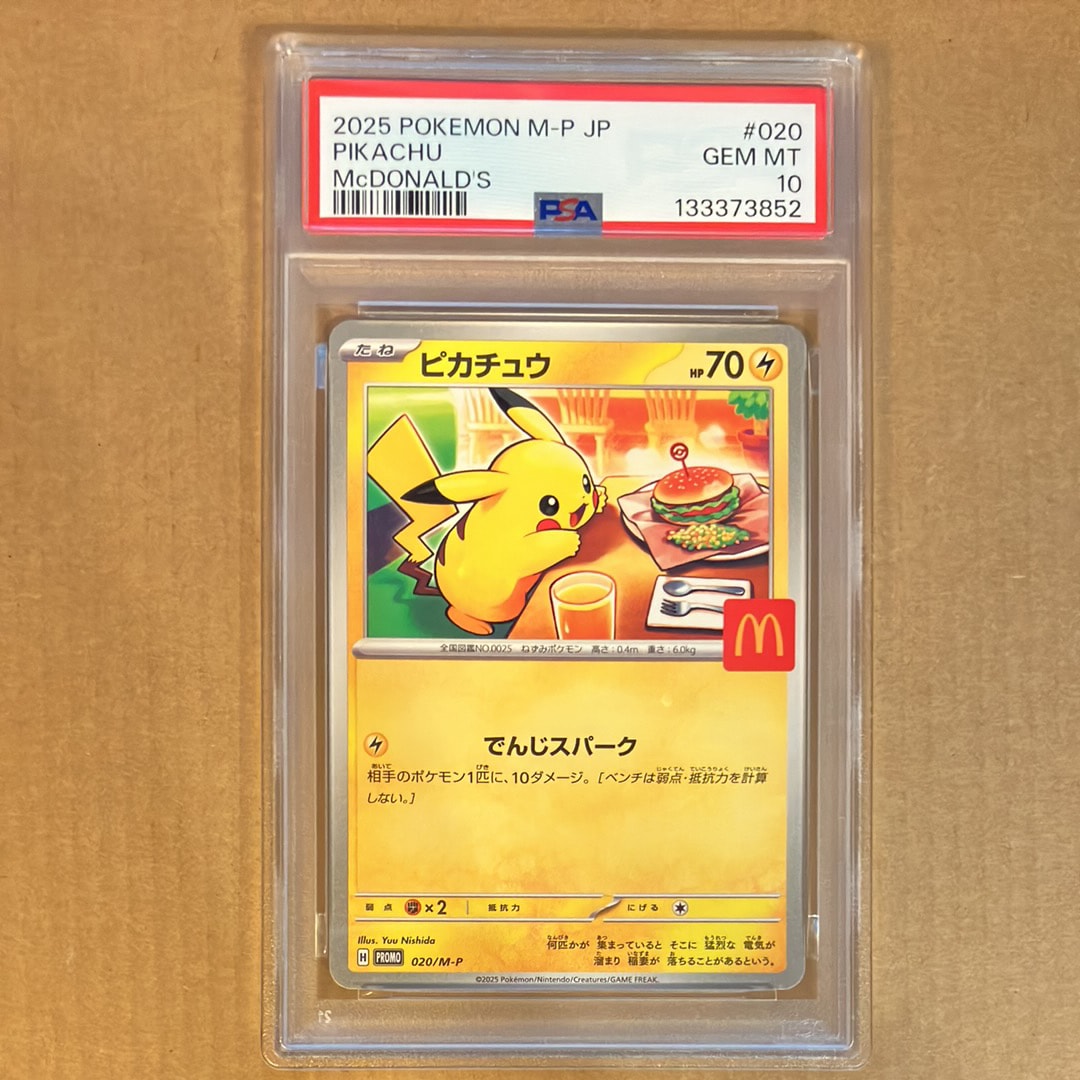 2025 POKEMON M-P JP #020
PIKACHU GEM MT
McDONALD'S 10
PSA 133373852
たね ピカチュウ HP70
全国図鑑NO.0025 ねずみポケモン 高さ:0.4m 重さ:6.0kg
でんじスパーク
相手のポケモン1匹に、10ダメージ。[ベンチは弱点・抵抗力を計算
しない。]
弱点 ×2 抵抗力 にげる
Illus. Yuu Nishida
何匹かが 集まっていると そこに 猛烈な 電気が
溜まり 稲妻が 落ちることがあるという。
H PROMO 020/M-P
©2025 Pokémon/Nintendo/Creatures/GAME FREAK.